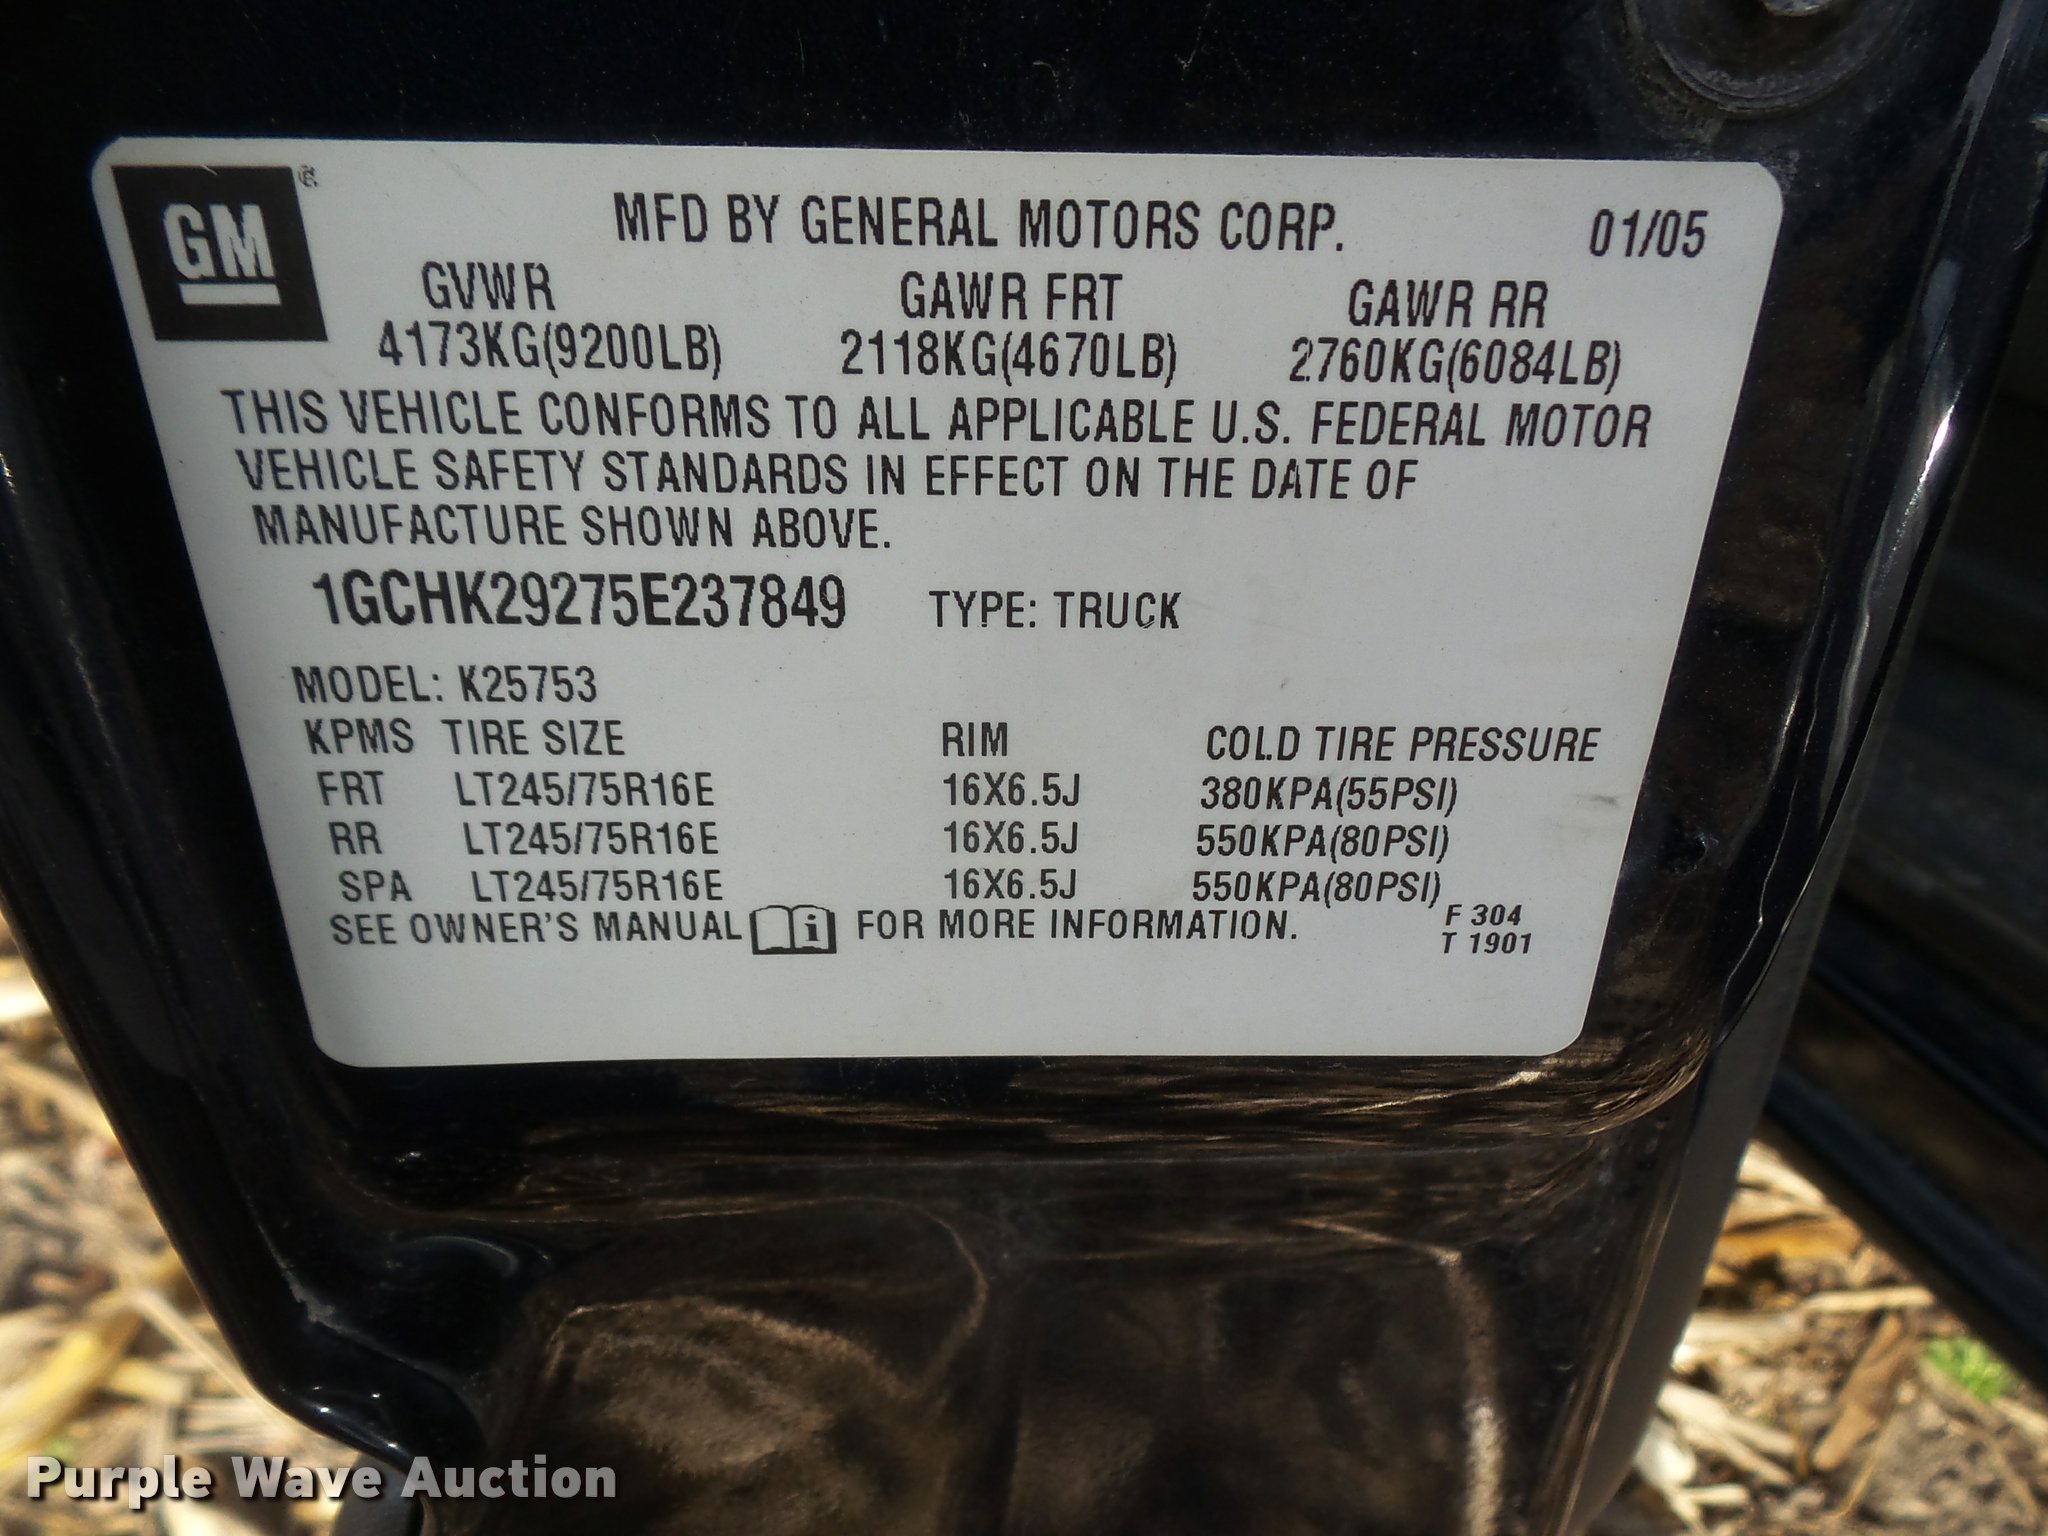 GM
MFD BY GENERAL MOTORS CORP. 01/05
GVWR GAWR FRT GAWR RR
4173KG(9200LB) 2118KG(4670LB) 2760KG(6084LB)
THIS VEHICLE CONFORMS TO ALL APPLICABLE U.S. FEDERAL MOTOR
VEHICLE SAFETY STANDARDS IN EFFECT ON THE DATE OF
MANUFACTURE SHOWN ABOVE.
1GCHK29275E237849 TYPE: TRUCK
MODEL: K25753
KPMS TIRE SIZE RIM COLD TIRE PRESSURE
FRT LT245/75R16E 16X6.5J 380KPA(55PSI)
RR LT245/75R16E 16X6.5J 550KPA(80PSI)
SPA LT245/75R16E 16X6.5J 550KPA(80PSI)
SEE OWNER'S MANUAL i FOR MORE INFORMATION. F 304
T 1901
Purple Wave Auction